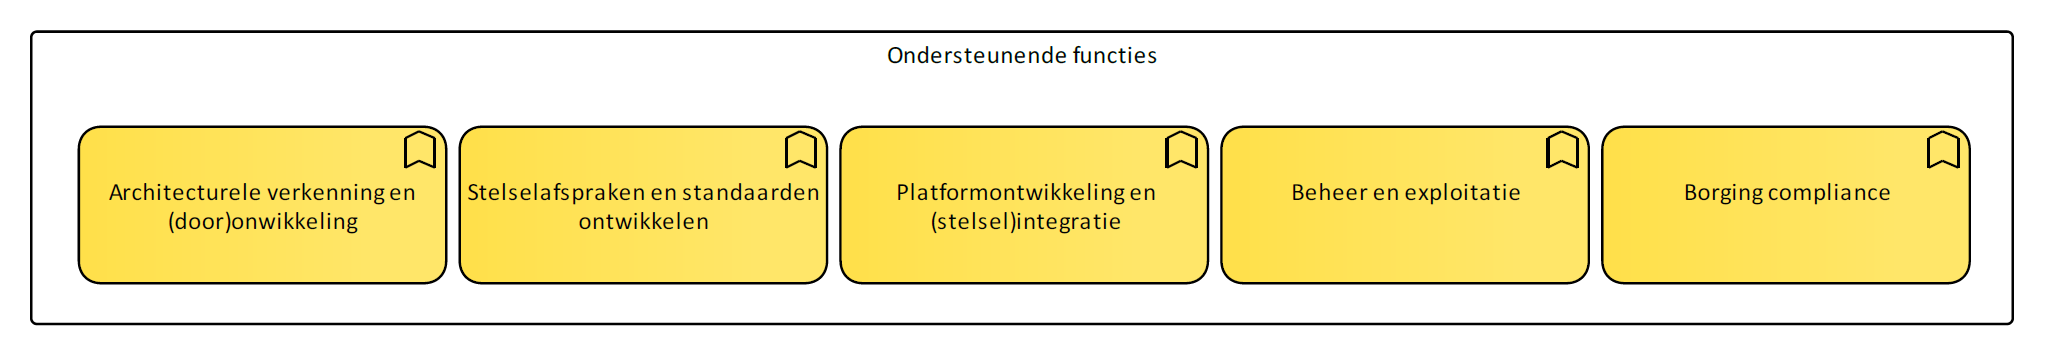 Ondersteunende functies
Architecturele verkenning en
(door)onwikkeling
Stelselafspraken en standaarden
ontwikkelen
Platformontwikkeling en
(stelsel)integratie
Beheer en exploitatie
Borging compliance